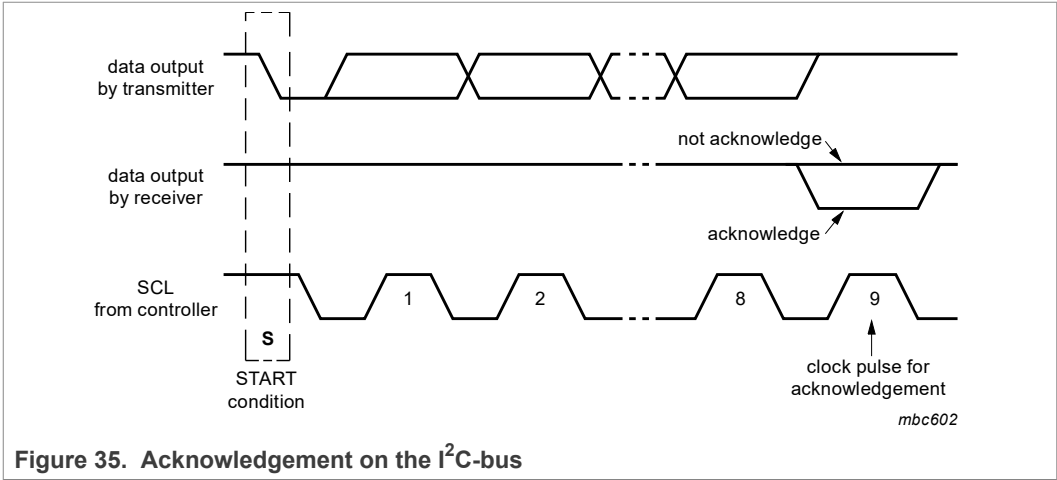 data output
by transmitter
not acknowledge
data output
by receiver
acknowledge
SCL
from controller
1
2
8
9
S
START
condition
clock pulse for
acknowledgement
mbc602
Figure 35. Acknowledgement on the I²C-bus